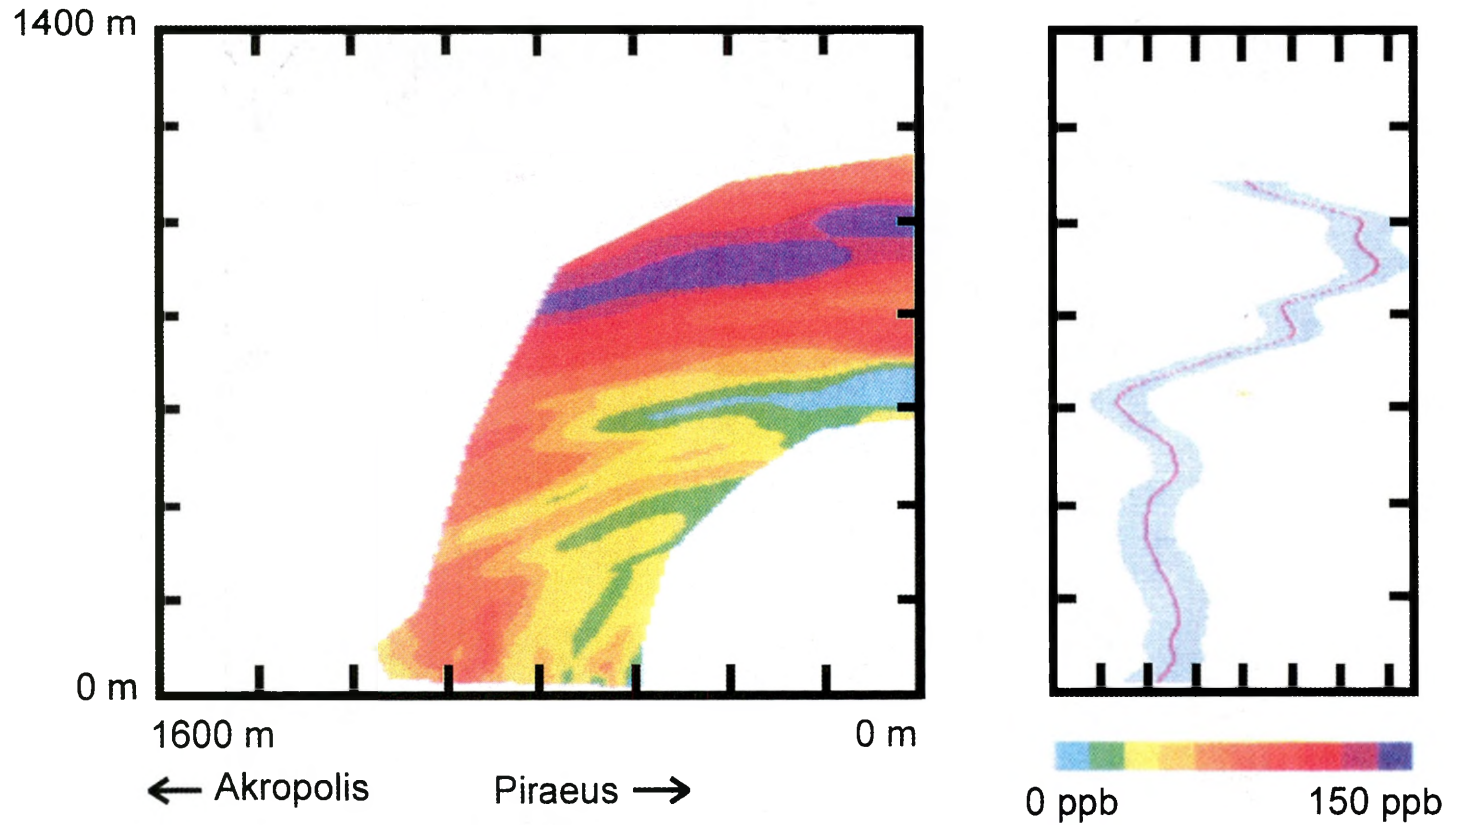 1400 m
0 m
1600 m
0 m
← Akropolis
Piraeus →
0 ppb
150 ppb